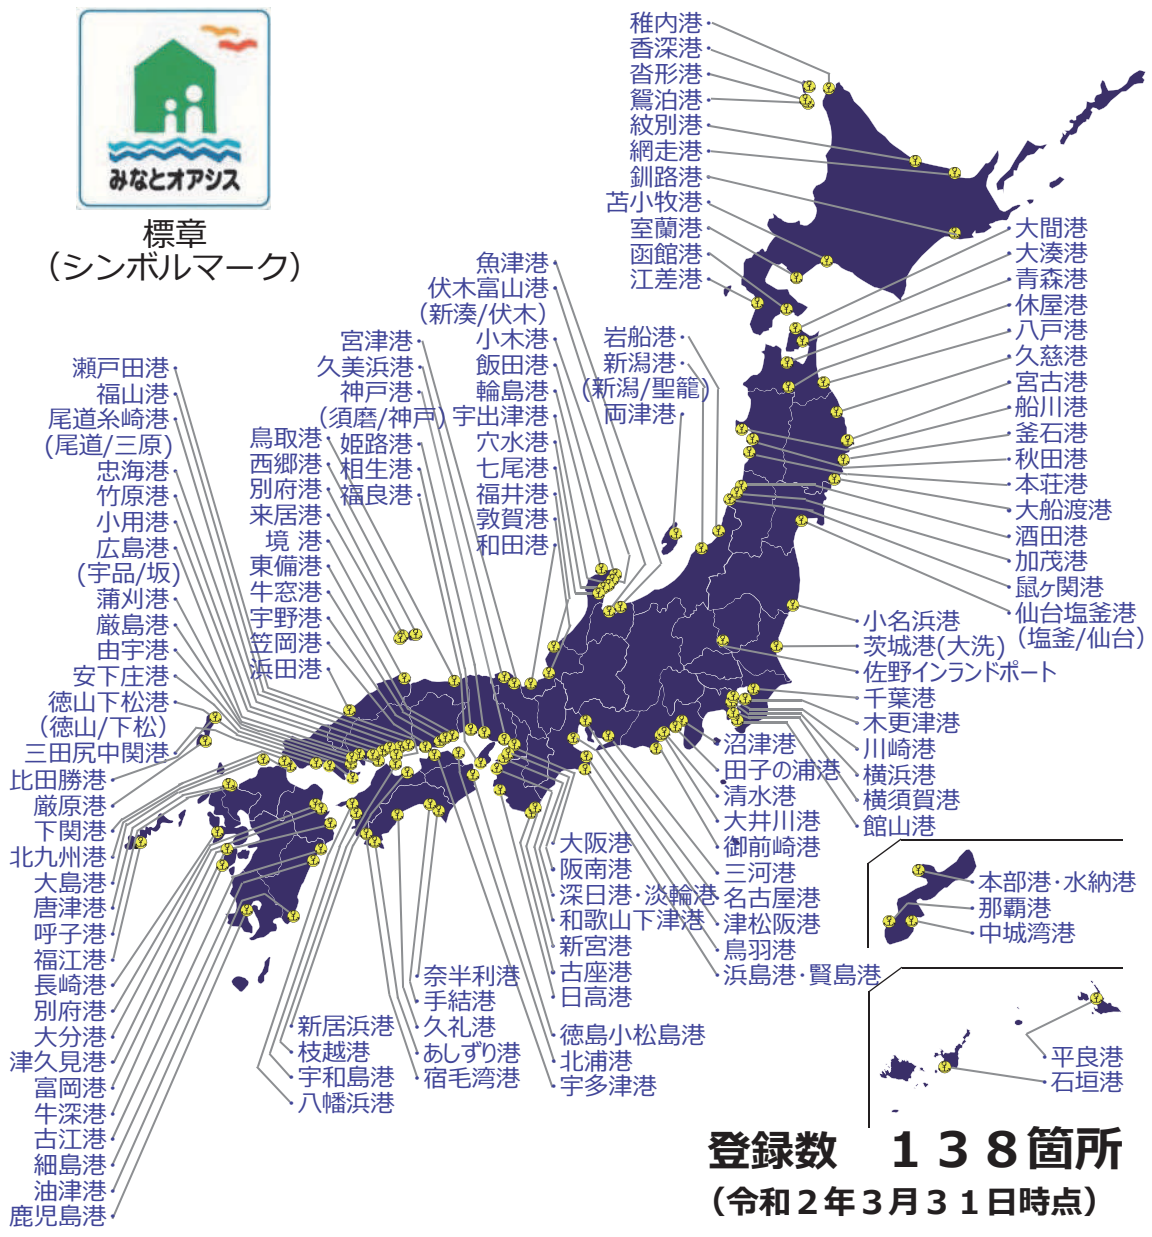 みなとオアシス
標章
（シンボルマーク）
稚内港
香深港
沓形港
鴛泊港
紋別港
網走港
釧路港
苫小牧港
室蘭港
函館港
江差港
大間港
大湊港
青森港
休屋港
八戸港
久慈港
宮古港
船川港
釜石港
秋田港
本荘港
大船渡港
酒田港
加茂港
鼠ヶ関港
仙台塩釜港
(塩釜/仙台)
魚津港
伏木富山港
(新湊/伏木)
小木港
飯田港
輪島港
宇出津港
穴水港
七尾港
福井港
敦賀港
和田港
岩船港
新潟港
(新潟/聖籠)
両津港
宮津港
久美浜港
神戸港
(須磨/神戸)
姫路港
相生港
福良港
鳥取港
西郷港
別府港
来居港
境 港
東備港
牛窓港
宇野港
笠岡港
浜田港
瀬戸田港
福山港
尾道糸崎港
(尾道/三原)
忠海港
竹原港
小用港
広島港
(宇品/坂)
蒲刈港
厳島港
由宇港
安下庄港
徳山下松港
(徳山/下松)
三田尻中関港
比田勝港
厳原港
下関港
北九州港
大島港
唐津港
呼子港
福江港
長崎港
別府港
大分港
津久見港
富岡港
牛深港
古江港
細島港
油津港
鹿児島港
小名浜港
茨城港(大洗)
佐野インランドポート
千葉港
木更津港
川崎港
横浜港
横須賀港
館山港
沼津港
田子の浦港
清水港
大井川港
御前崎港
三河港
名古屋港
津松阪港
鳥羽港
浜島港・賢島港
大阪港
阪南港
深日港・淡輪港
和歌山下津港
新宮港
古座港
日高港
徳島小松島港
北浦港
宇多津港
奈半利港
手結港
久礼港
あしずり港
宿毛湾港
新居浜港
枝越港
宇和島港
八幡浜港
本部港・水納港
那覇港
中城湾港
平良港
石垣港
登録数　１３８箇所
（令和２年３月３１日時点）